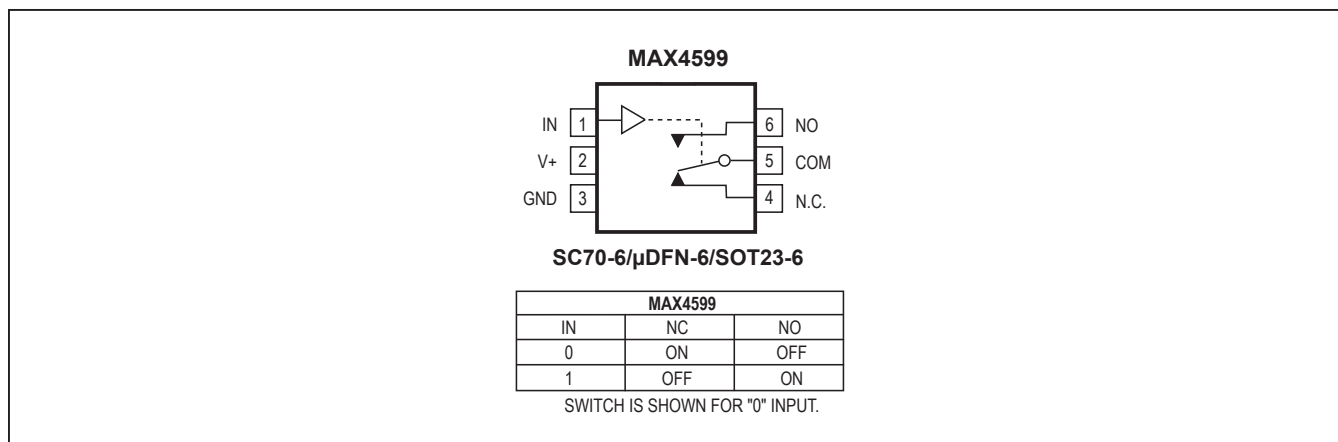 MAX4599
IN 1 6 NO
V+ 2 5 COM
GND 3 4 N.C.
SC70-6/µDFN-6/SOT23-6
MAX4599
IN NC NO
0 ON OFF
1 OFF ON
SWITCH IS SHOWN FOR "0" INPUT.